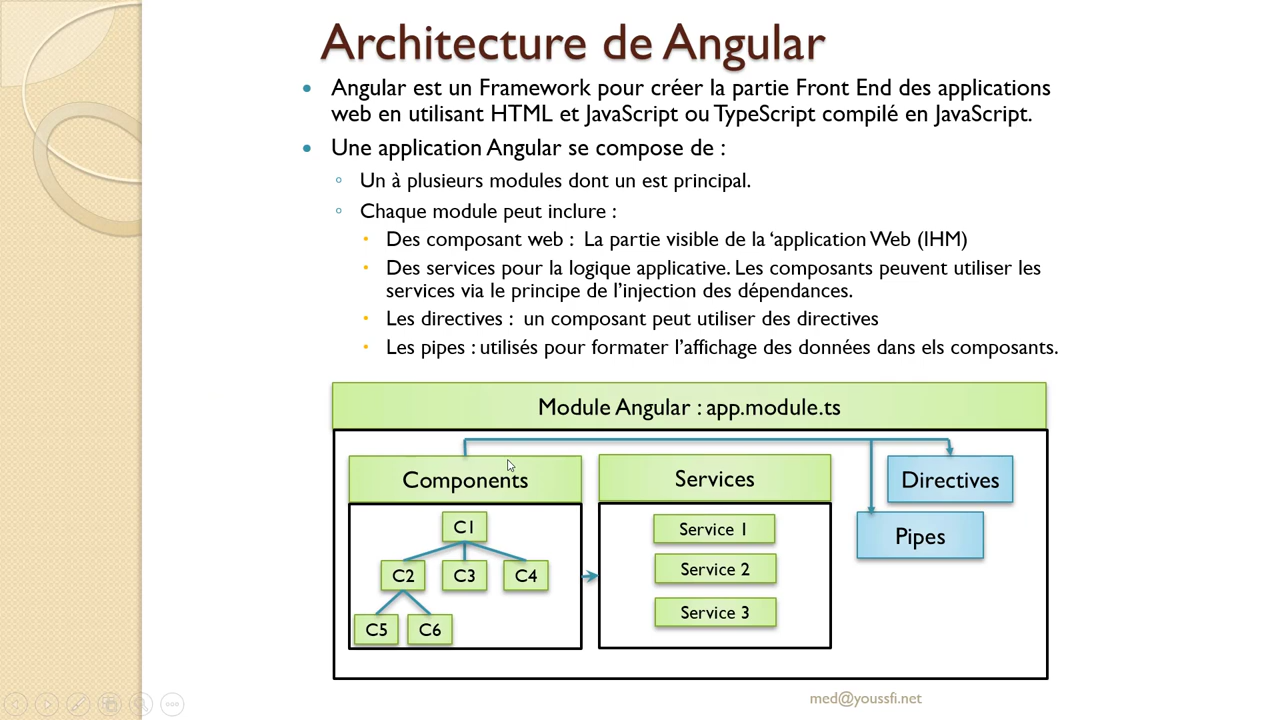 Architecture de Angular
Angular est un Framework pour créer la partie Front End des applications
web en utilisant HTML et JavaScript ou TypeScript compilé en JavaScript.
Une application Angular se compose de :
Un à plusieurs modules dont un est principal.
Chaque module peut inclure :
Des composant web : La partie visible de la ‘application Web (IHM)
Des services pour la logique applicative. Les composants peuvent utiliser les
services via le principe de l’injection des dépendances.
Les directives : un composant peut utiliser des directives
Les pipes : utilisés pour formater l’affichage des données dans els composants.
Module Angular : app.module.ts
Components
Services
Directives
Pipes
C1
C2
C3
C4
C5
C6
Service 1
Service 2
Service 3
med@youssfi.net